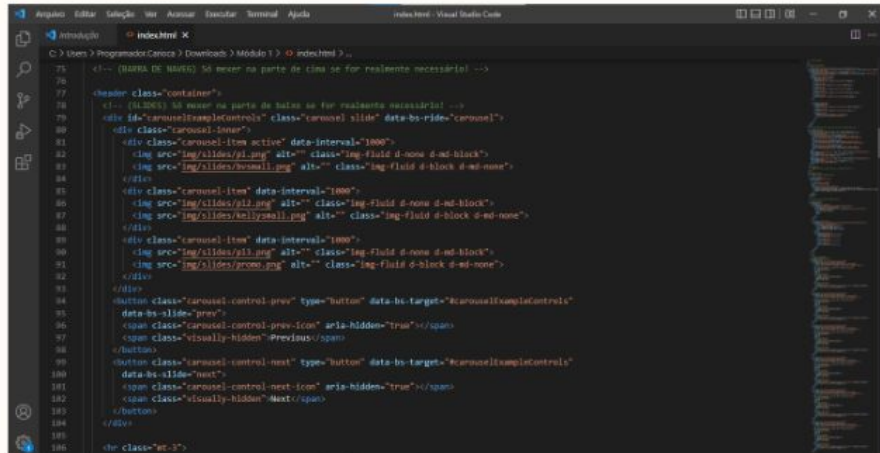 Arquivo Editar Seleção Ver Acessar Executar Terminal Ajuda index.html - Visual Studio Code
Introdução index.html
C: > Users > Programador.Carioca > Downloads > Módulo 1 > index.html > ...
75 <!-- (BARRA DE NAVEG) Só mexer na parte de cima se for realmente necessário! -->
76
77 <header class="container">
78 <!-- (SLIDES) Só mexer na parte de baixo se for realmente necessário! -->
79 <div id="carouselExampleControls" class="carousel slide" data-bs-ride="carousel">
80 <div class="carousel-inner">
81 <div class="carousel-item active" data-interval="1000">
82 <img src="img/slides/p1.png" alt="" class="img-fluid d-none d-md-block">
83 <img src="img/slides/bvsmall.png" alt="" class="img-fluid d-block d-md-none">
84 </div>
85 <div class="carousel-item" data-interval="1000">
86 <img src="img/slides/p12.png" alt="" class="img-fluid d-none d-md-block">
87 <img src="img/slides/kellysmall.png" alt="" class="img-fluid d-block d-md-none">
88 </div>
89 <div class="carousel-item" data-interval="1000">
90 <img src="img/slides/p13.png" alt="" class="img-fluid d-none d-md-block">
91 <img src="img/slides/promo.png" alt="" class="img-fluid d-block d-md-none">
92 </div>
93 </div>
94 <button class="carousel-control-prev" type="button" data-bs-target="#carouselExampleControls"
95 data-bs-slide="prev">
96 <span class="carousel-control-prev-icon" aria-hidden="true"></span>
97 <span class="visually-hidden">Previous</span>
98 </button>
99 <button class="carousel-control-next" type="button" data-bs-target="#carouselExampleControls"
100 data-bs-slide="next">
101 <span class="carousel-control-next-icon" aria-hidden="true"></span>
102 <span class="visually-hidden">Next</span>
103 </button>
104 </div>
105
106 <hr class="mt-3">